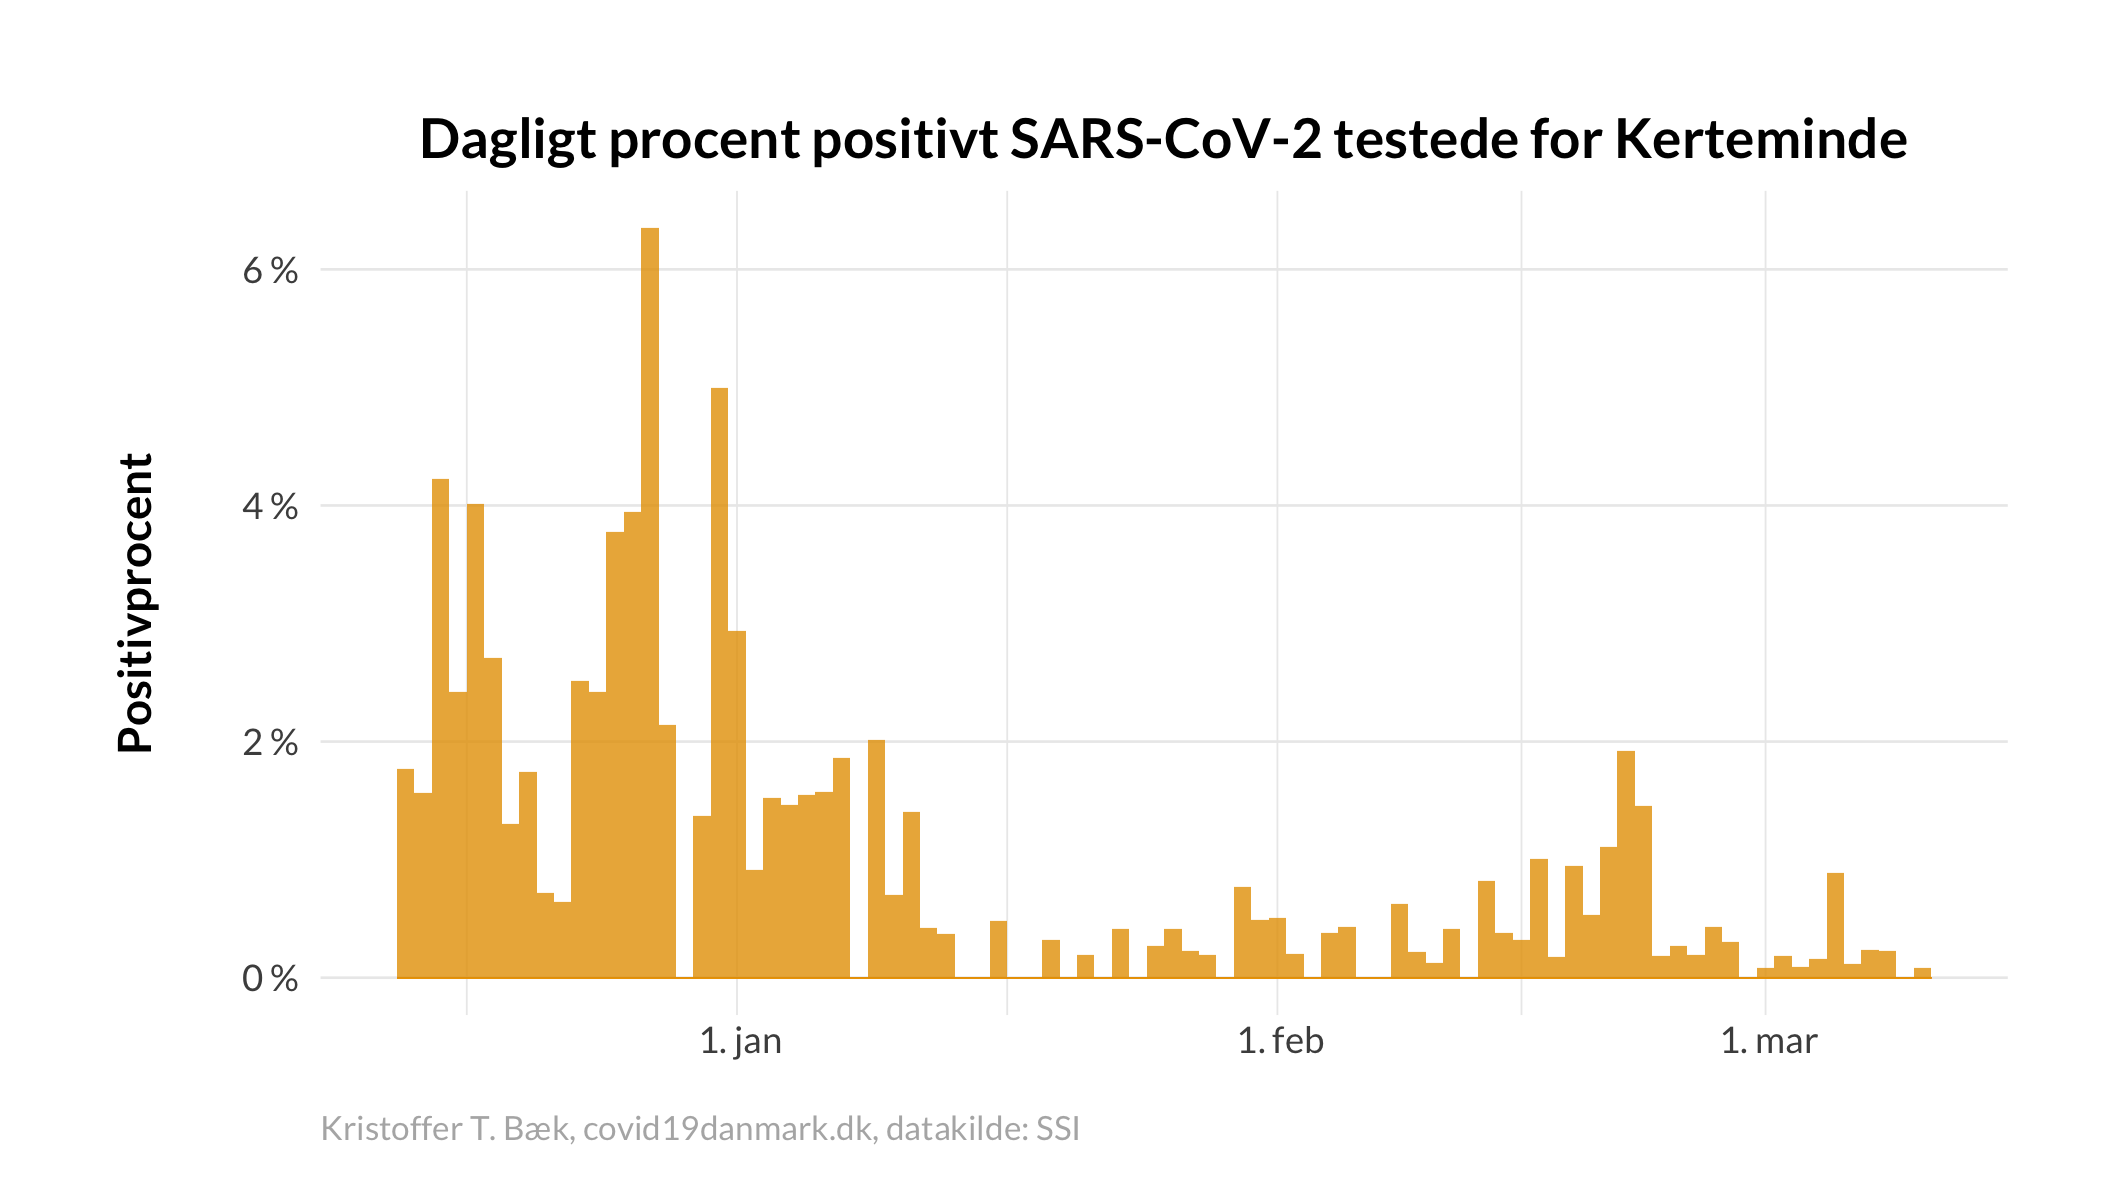 Dagligt procent positivt SARS-CoV-2 testede for Kerteminde
Positivprocent
6 %
4 %
2 %
0 %
1. jan
1. feb
1. mar
Kristoffer T. Bæk, covid19danmark.dk, datakilde: SSI